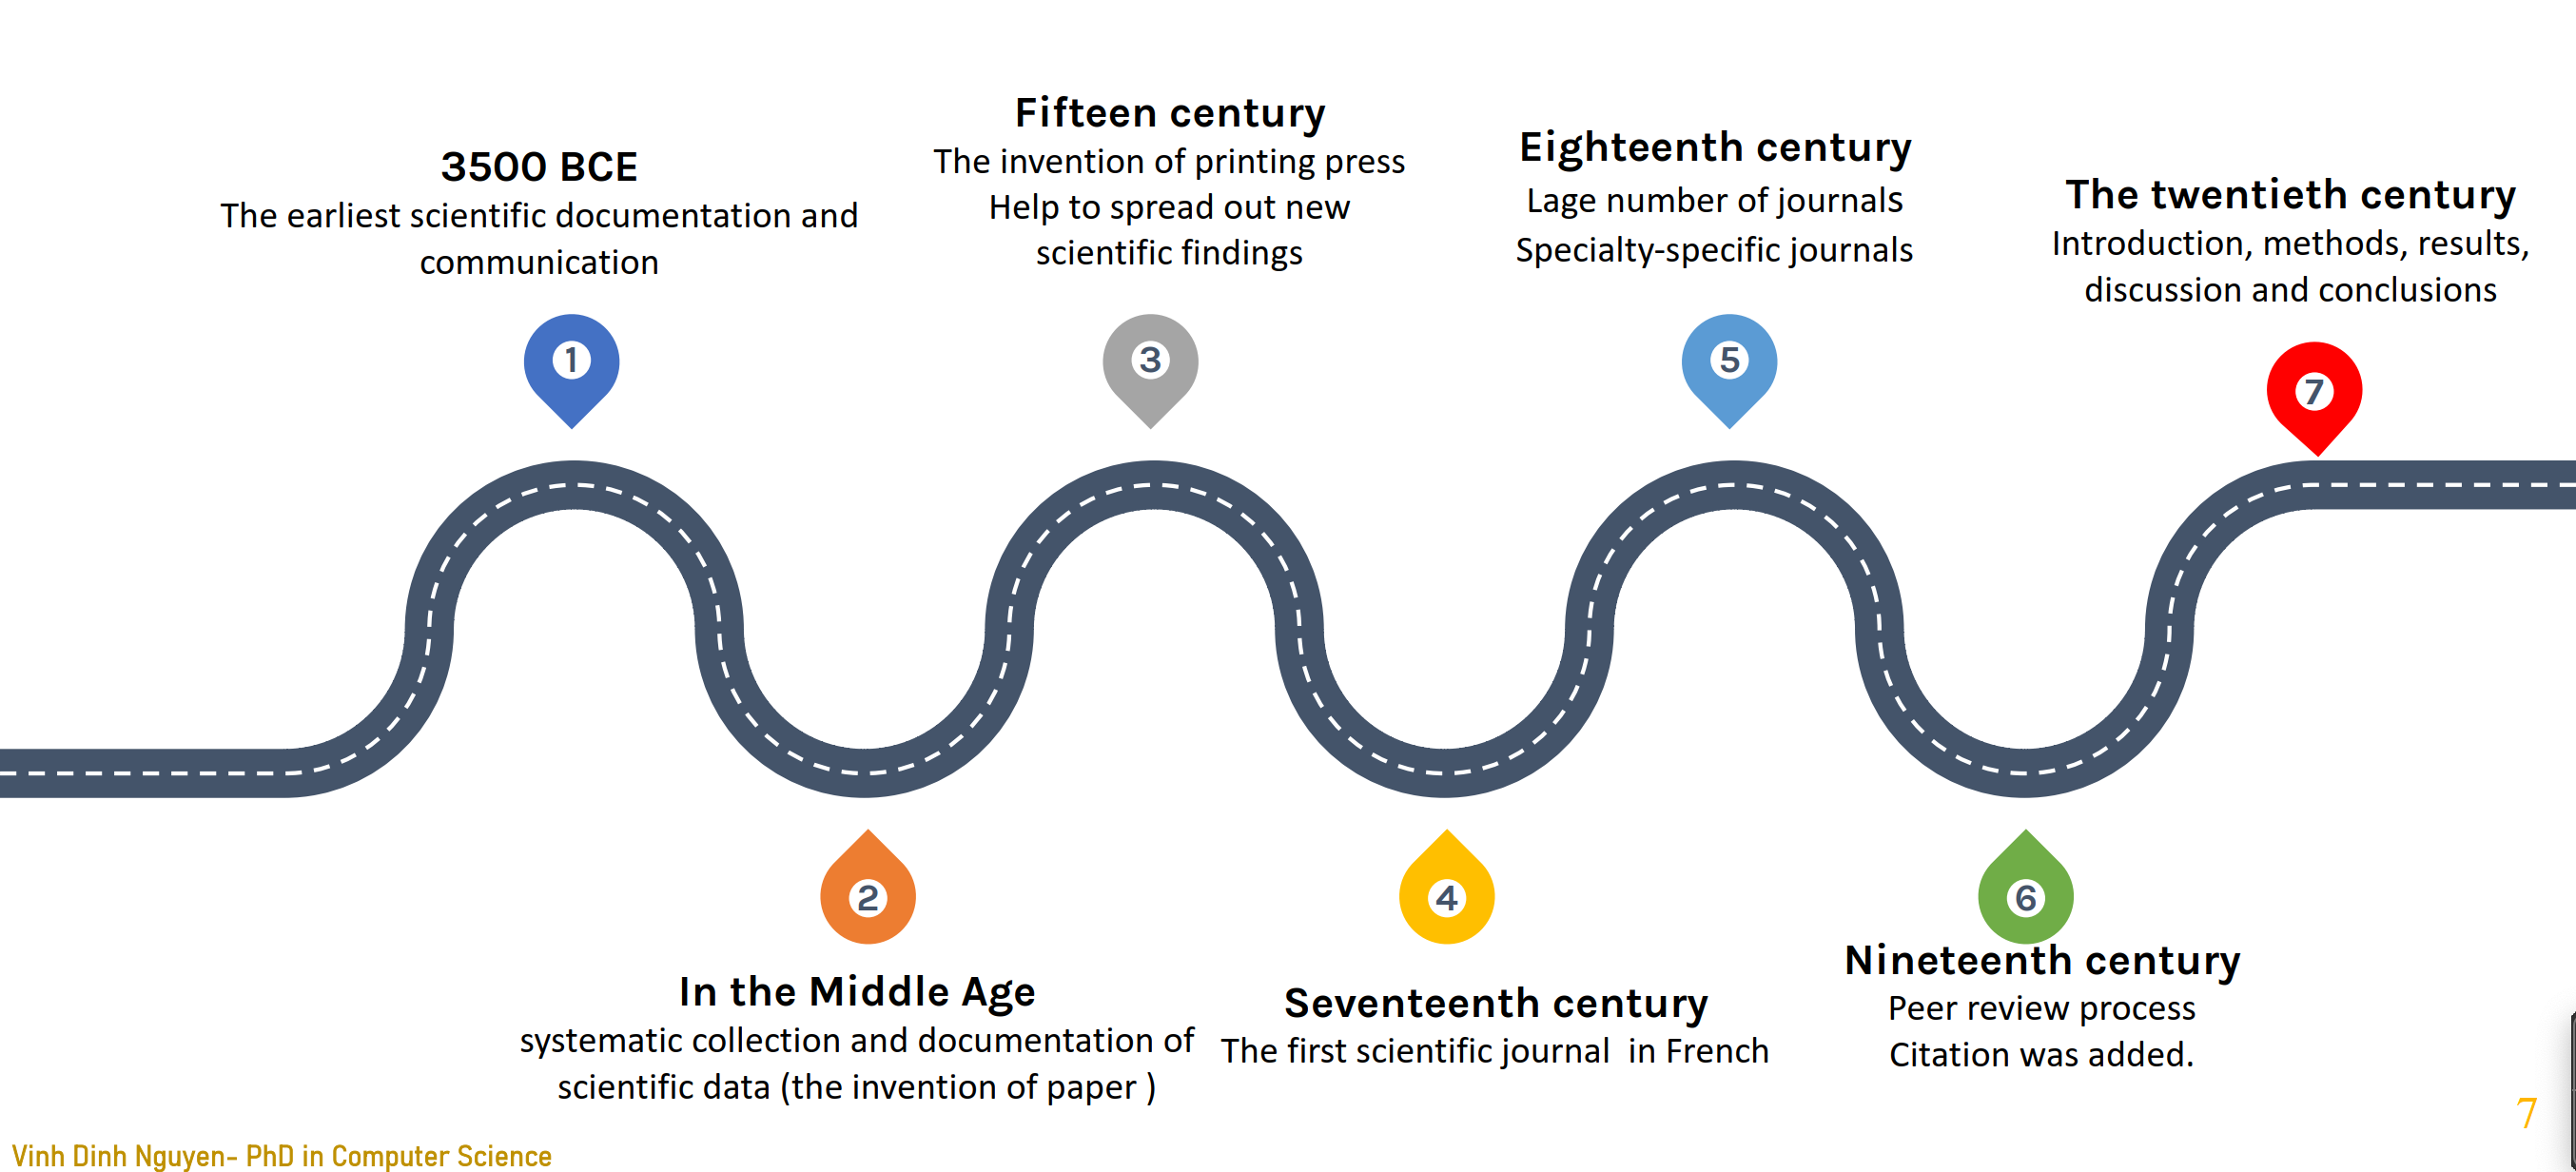 3500 BCE
The earliest scientific documentation and
communication
1
In the Middle Age
systematic collection and documentation of
scientific data (the invention of paper )
2
Fifteen century
The invention of printing press
Help to spread out new
scientific findings
3
Seventeenth century
The first scientific journal  in French
4
Eighteenth century
Lage number of journals
Specialty-specific journals
5
Nineteenth century
Peer review process
Citation was added.
6
The twentieth century
Introduction, methods, results,
discussion and conclusions
7
Vinh Dinh Nguyen- PhD in Computer Science
7